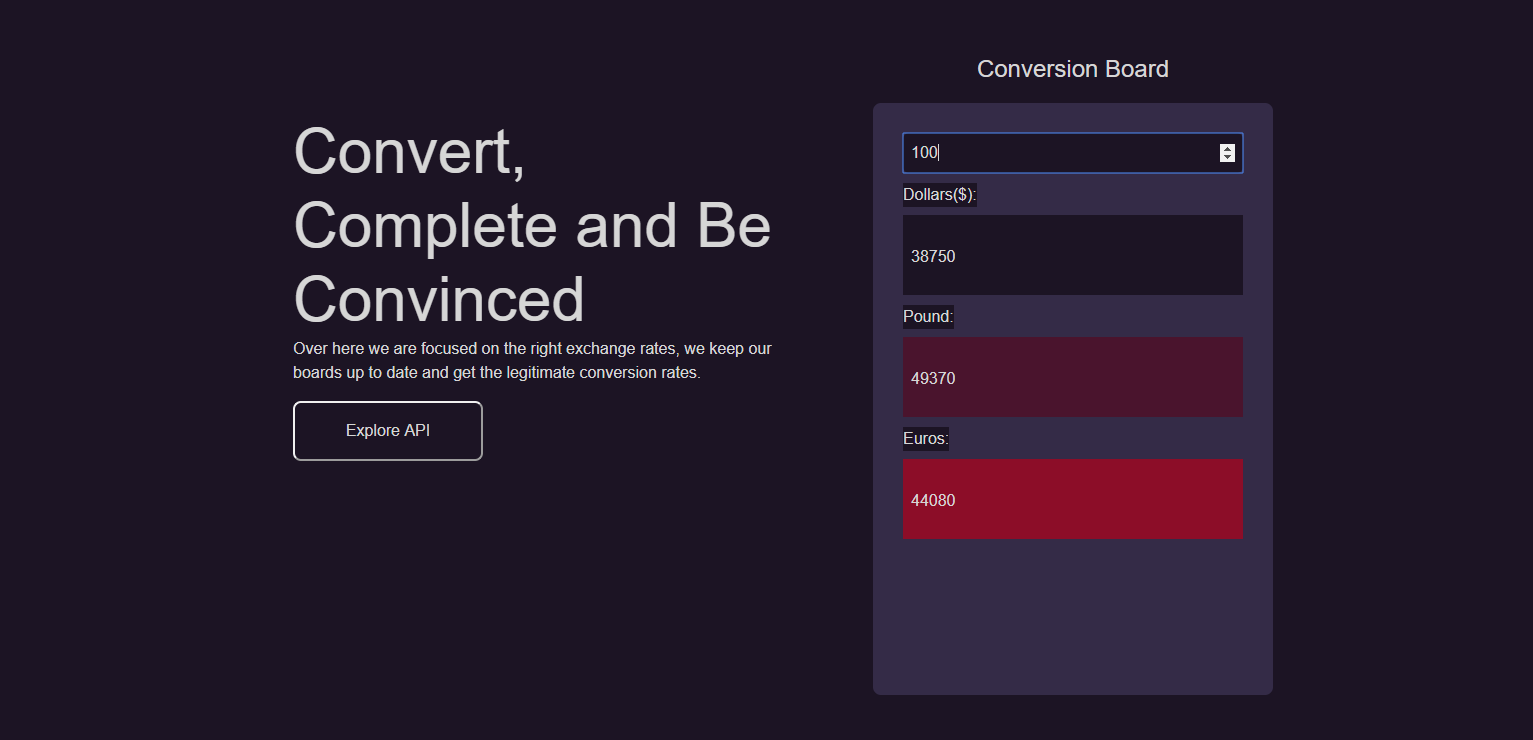 Convert,
Complete and Be
Convinced
Over here we are focused on the right exchange rates, we keep our
boards up to date and get the legitimate conversion rates.
Explore API
Conversion Board
100
Dollars($):
38750
Pound:
49370
Euros:
44080